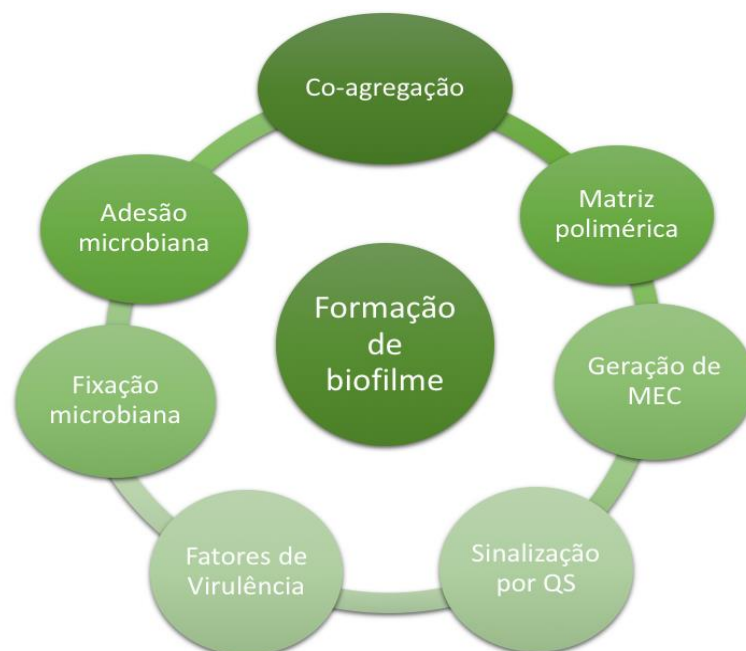 Co-agregação
Matriz
polimérica
Geração de
MEC
Sinalização
por QS
Fatores de
Virulência
Fixação
microbiana
Adesão
microbiana
Formação
de
biofilme